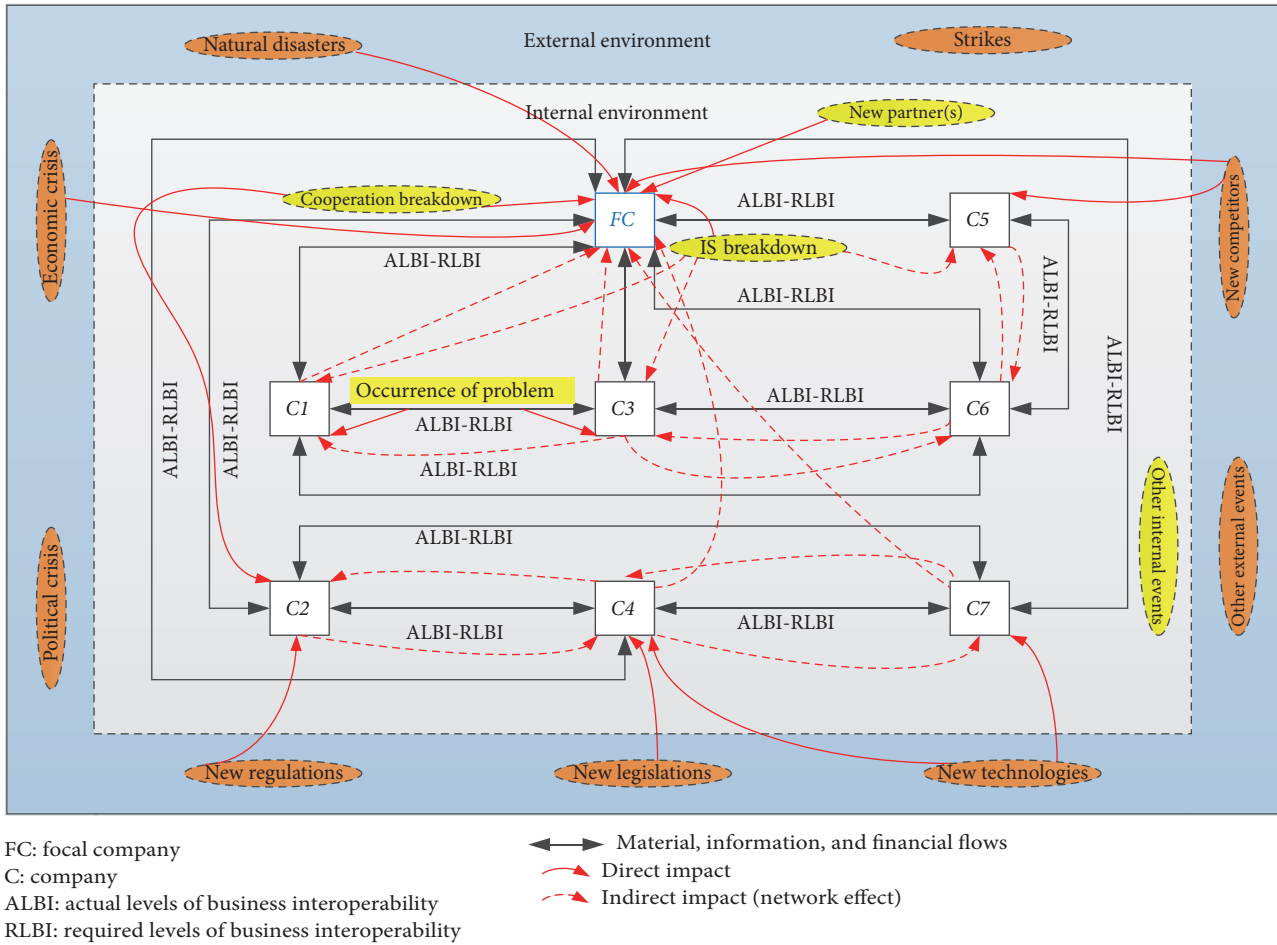 Natural disasters
External environment
Strikes
Internal environment
New partner(s)
Economic crisis
Cooperation breakdown
FC
ALBI-RLBI
C5
New competitors
IS breakdown
ALBI-RLBI
ALBI-RLBI
ALBI-RLBI
ALBI-RLBI
ALBI-RLBI
ALBI-RLBI
Occurrence of problem
C1
C3
ALBI-RLBI
C6
ALBI-RLBI
ALBI-RLBI
Other internal
events
Other external events
Political crisis
ALBI-RLBI
C2
C4
C7
ALBI-RLBI
ALBI-RLBI
New regulations
New legislations
New technologies
FC: focal company
C: company
ALBI: actual levels of business interoperability
RLBI: required levels of business interoperability
Material, information, and financial flows
Direct impact
Indirect impact (network effect)